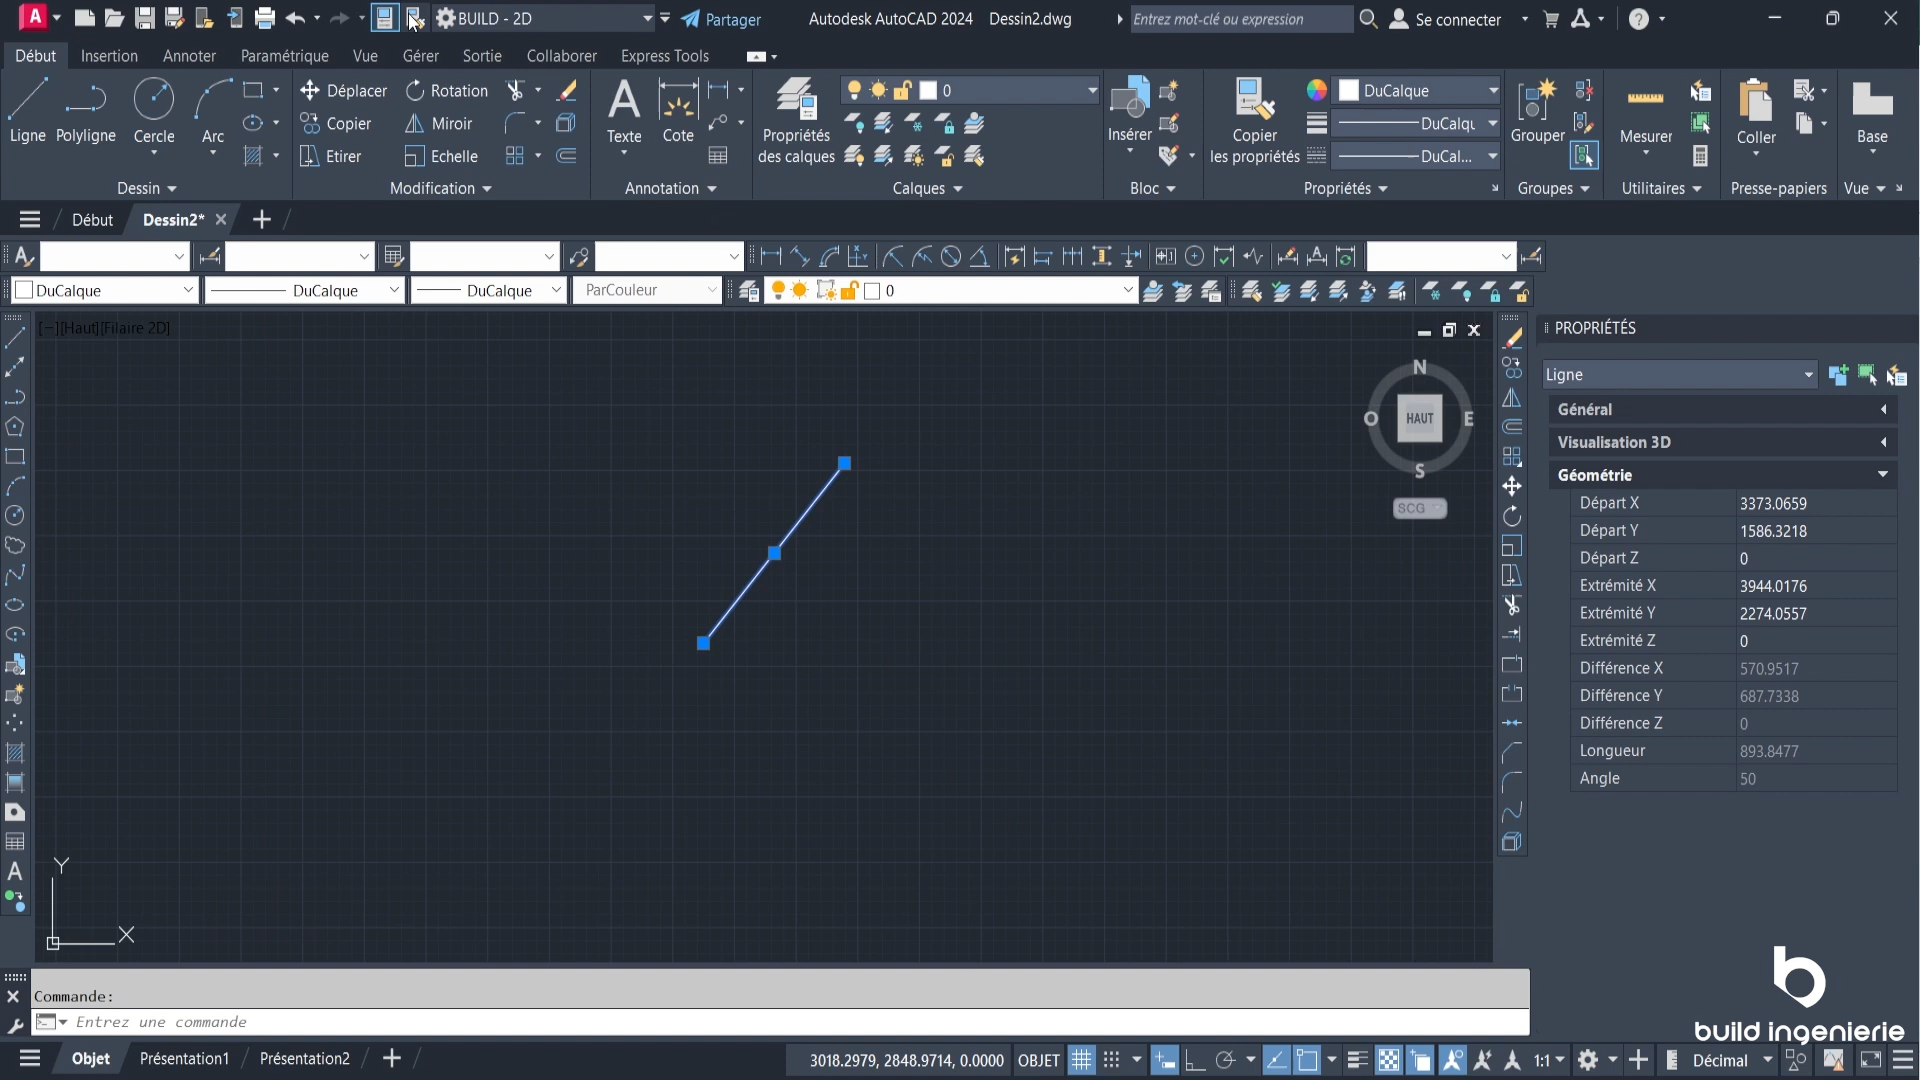 A BUILD - 2D Partager Autodesk AutoCAD 2024 Dessin2.dwg Entrez mot-clé ou expression Se connecter ?
Début Insertion Annoter Paramétrique Vue Gérer Sortie Collaborer Express Tools
Ligne Polyligne Cercle Arc
Déplacer Rotation
Copier Miroir
Etirer Echelle
Texte Cote
Propriétés
des calques
0
Insérer
Copier
les propriétés
DuCalque
DuCalqu
DuCal...
Grouper
Mesurer
Coller
Base
Dessin Modification Annotation Calques Bloc Propriétés Groupes Utilitaires Presse-papiers Vue
Début Dessin2*
DuCalque DuCalque DuCalque ParCouleur 0
[−][Haut][Filaire 2D]
N
O HAUT E
S
SCG
Y
X
PROPRIÉTÉS
Ligne
Général
Visualisation 3D
Géométrie
Départ X 3373.0659
Départ Y 1586.3218
Départ Z 0
Extrémité X 3944.0176
Extrémité Y 2274.0557
Extrémité Z 0
Différence X 570.9517
Différence Y 687.7338
Différence Z 0
Longueur 893.8477
Angle 50
Commande:
Entrez une commande
b
build ingenierie
Objet Présentation1 Présentation2 3018.2979, 2848.9714, 0.0000 OBJET 1:1 Décimal